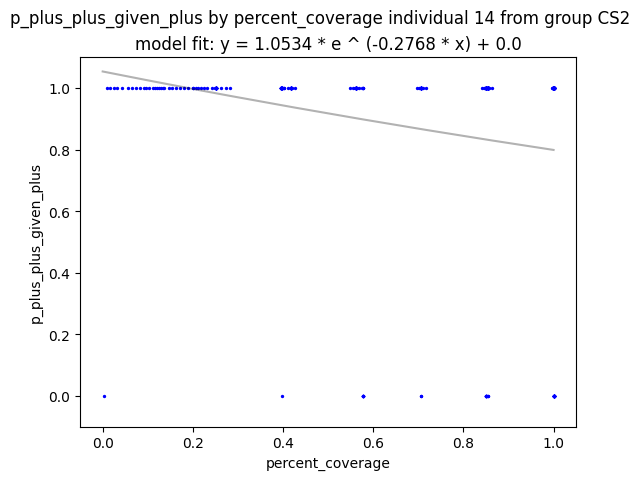 p_plus_plus_given_plus by percent_coverage individual 14 from group CS2
model fit: y = 1.0534 * e ^ (-0.2768 * x) + 0.0
p_plus_plus_given_plus
1.0
0.8
0.6
0.4
0.2
0.0
0.0 0.2 0.4 0.6 0.8 1.0
percent_coverage